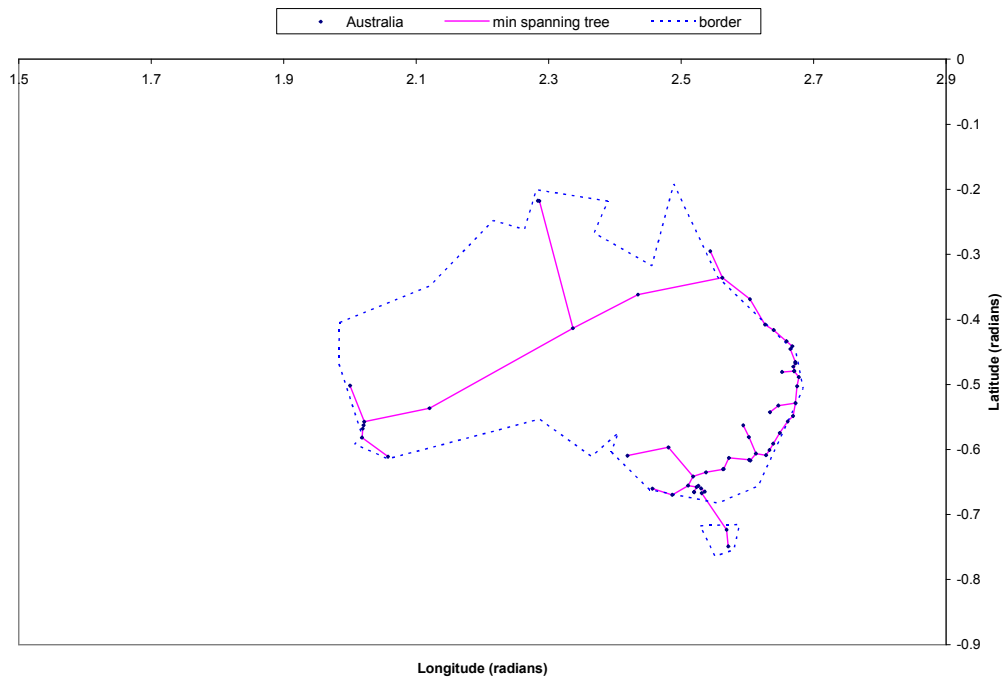 Australia min spanning tree border
1.5 1.7 1.9 2.1 2.3 2.5 2.7 2.9
0
-0.1
-0.2
-0.3
-0.4
-0.5
-0.6
-0.7
-0.8
-0.9
Latitude (radians)
Longitude (radians)